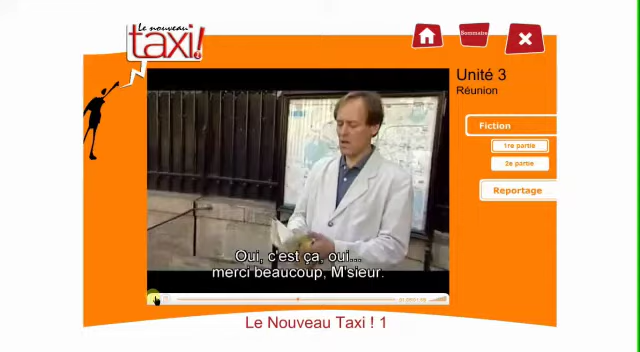 Le nouveau
taxi!
Sommaire
Unité 3
Réunion
Fiction
1re partie
2e partie
Reportage
Oui, c'est ça, oui...
merci beaucoup, M'sieur.
Le Nouveau Taxi ! 1